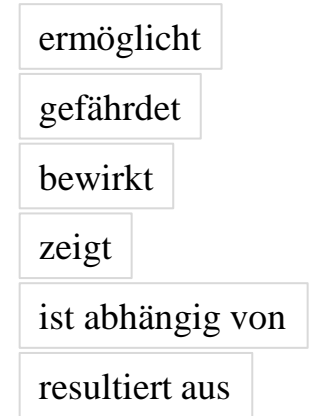 ermöglicht
gefährdet
bewirkt
zeigt
ist abhängig von
resultiert aus